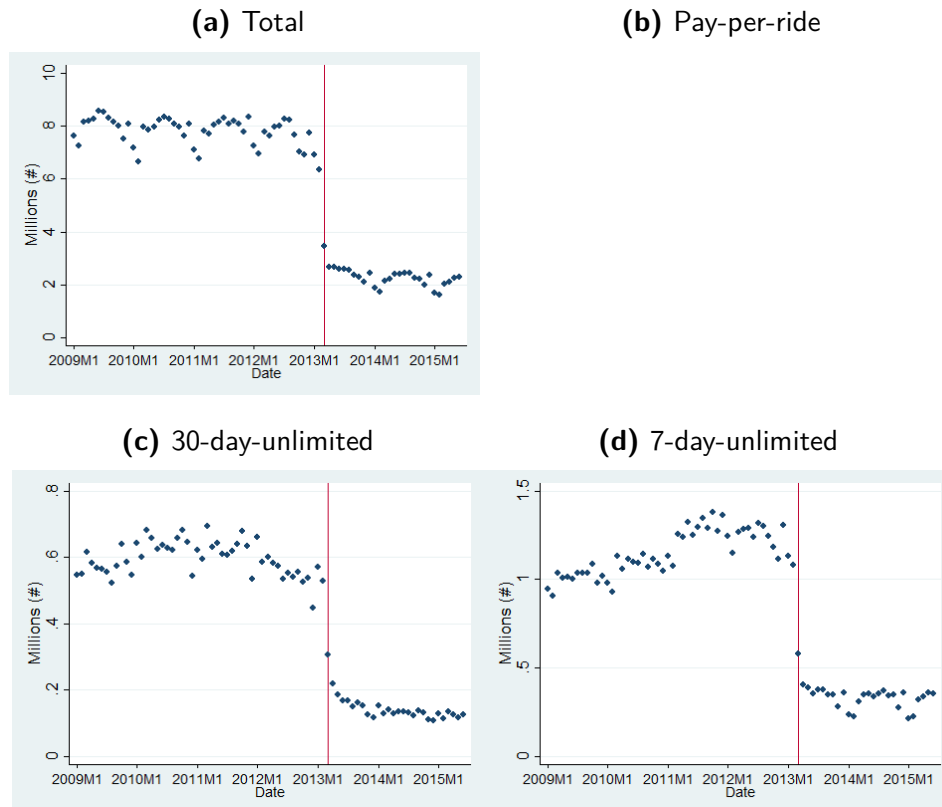 (a) Total
(b) Pay-per-ride
Millions (#)
10
8
6
4
2
0
2009M1 2010M1 2011M1 2012M1 2013M1 2014M1 2015M1
Date
(c) 30-day-unlimited
(d) 7-day-unlimited
Millions (#)
.8
.6
.4
.2
0
2009M1 2010M1 2011M1 2012M1 2013M1 2014M1 2015M1
Date
Millions (#)
1.5
1
.5
0
2009M1 2010M1 2011M1 2012M1 2013M1 2014M1 2015M1
Date